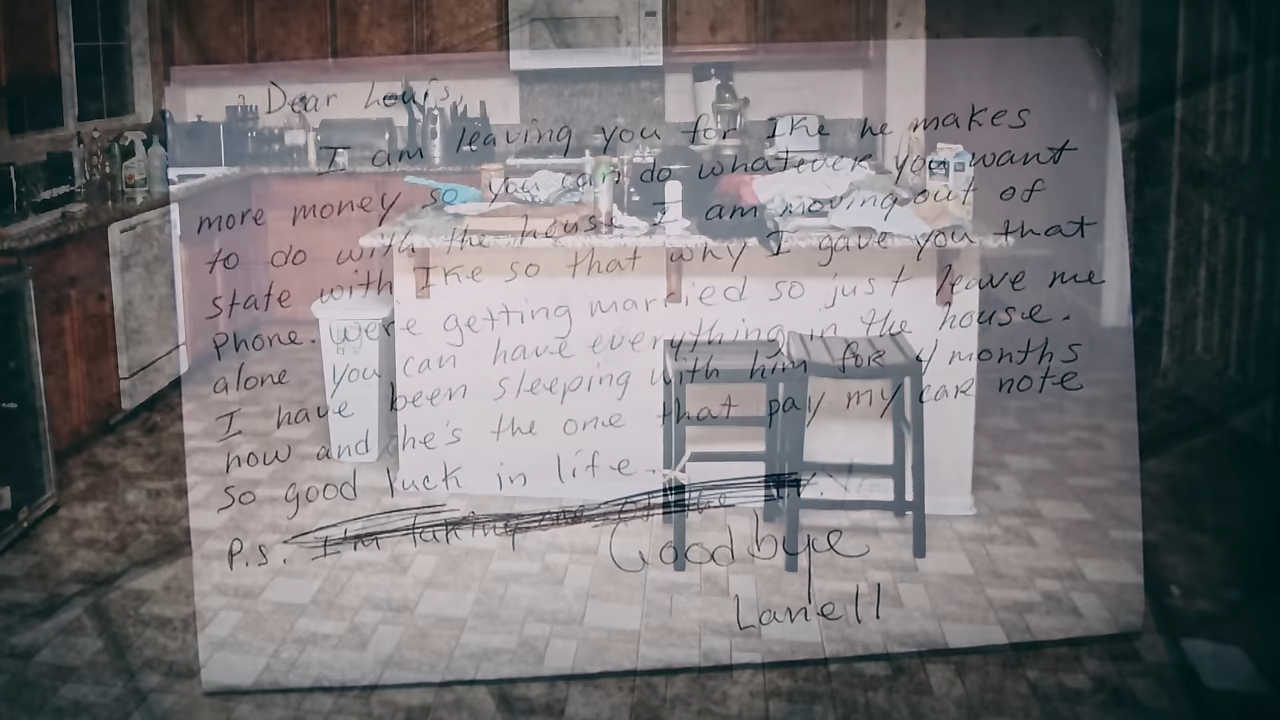 Dear Louis,
I am leaving you for Ike he makes
more money so you can do whatever you want
to do with the house I am moving out of
state with Ike so that why I gave you that
Phone. We're getting married so just leave me
alone you can have everything in the house.
I have been sleeping with him for 4 months
now and he's the one that pay my car note
so good luck in life.
P.s. I'm taking one of the
Goodbye
Lanell